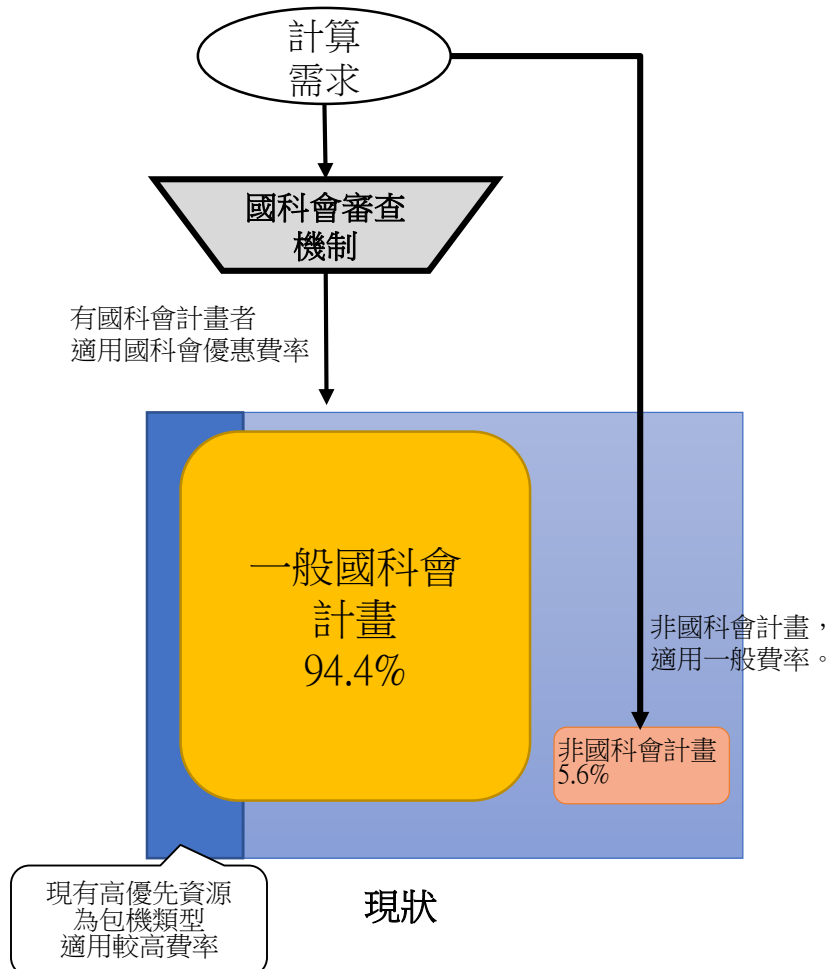 計算
需求
國科會審查
機制
有國科會計畫者
適用國科會優惠費率
一般國科會
計畫
94.4%
非國科會計畫，
適用一般費率。
非國科會計畫
5.6%
現有高優先資源
為包機類型
適用較高費率
現狀